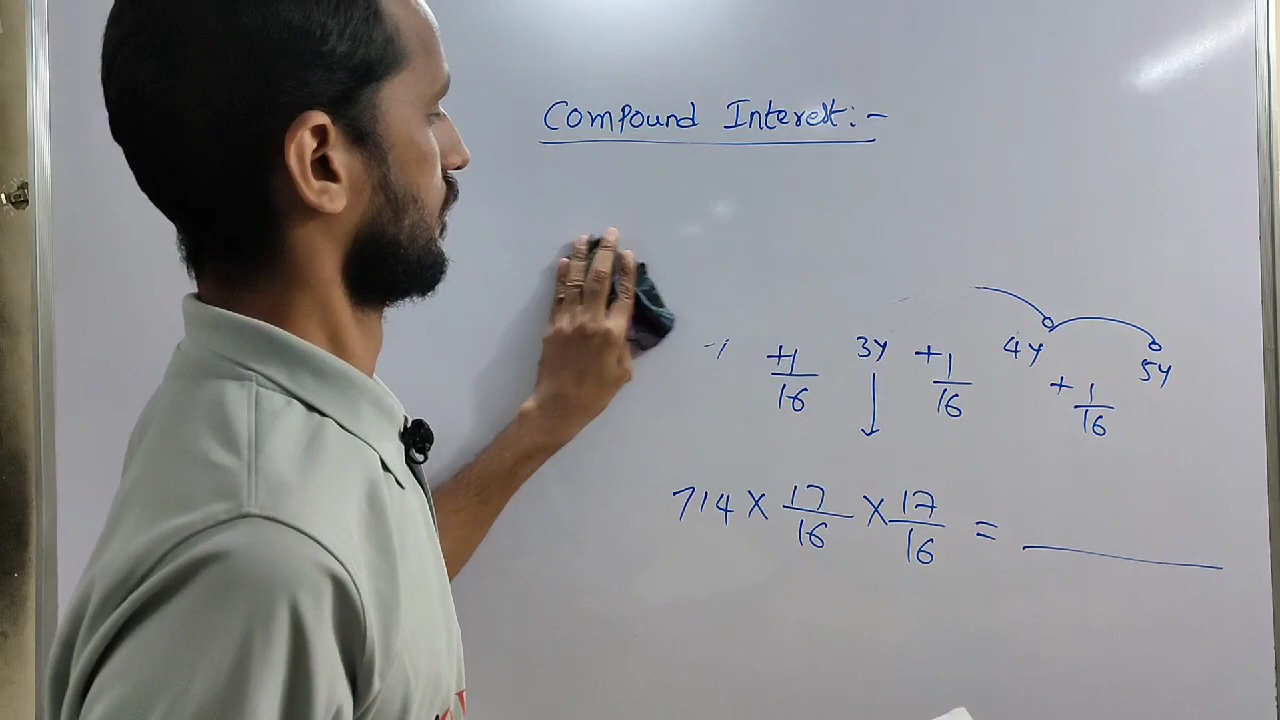 Compound Interest:-
+1/16 3y +1/16 4y +1/16 5y
714 × 17/16 × 17/16 =